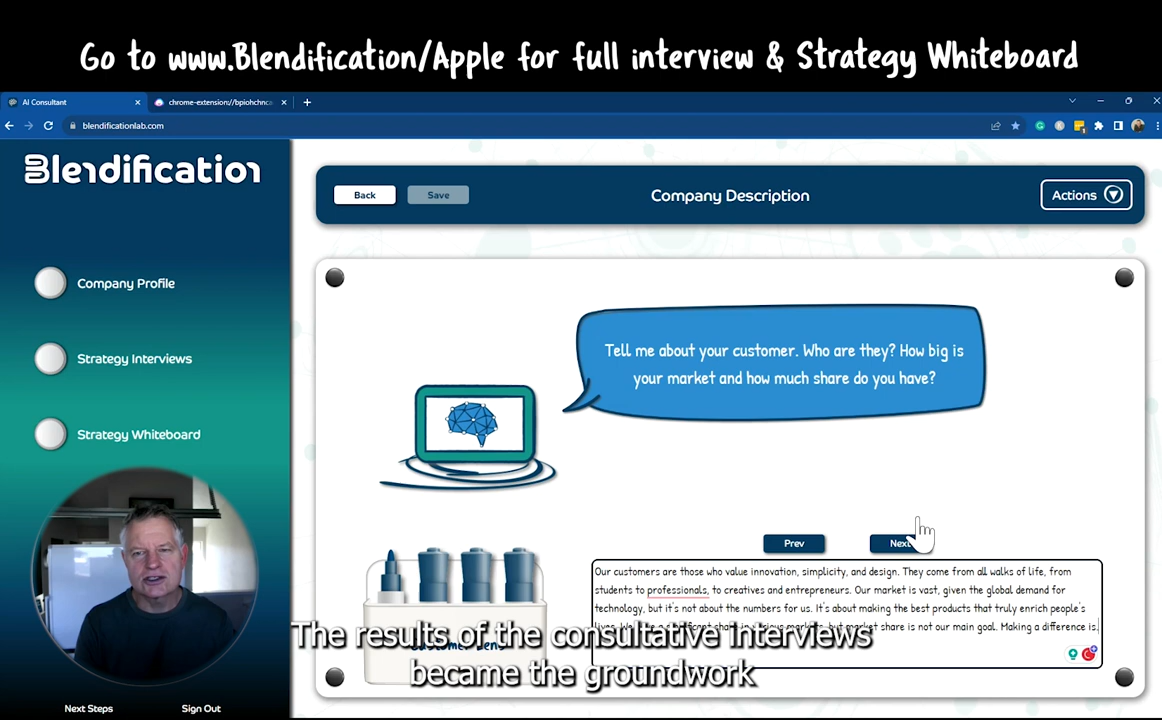 Go to www.Blendification/Apple for full interview & Strategy Whiteboard
AI Consultant
chrome-extension://bpiohchnca
blendificationlab.com
Blendification
Back
Save
Company Description
Actions
Company Profile
Strategy Interviews
Strategy Whiteboard
Tell me about your customer. Who are they? How big is
your market and how much share do you have?
Prev
Next
Our customers are those who value innovation, simplicity, and design. They come from all walks of life, from
students to professionals, to creatives and entrepreneurs. Our market is vast, given the global demand for
technology, but it's not about the numbers for us. It's about making the best products that truly enrich people's
but market share is not our main goal. Making a difference is.
The results of the consultative interviews
became the groundwork
Next Steps
Sign Out